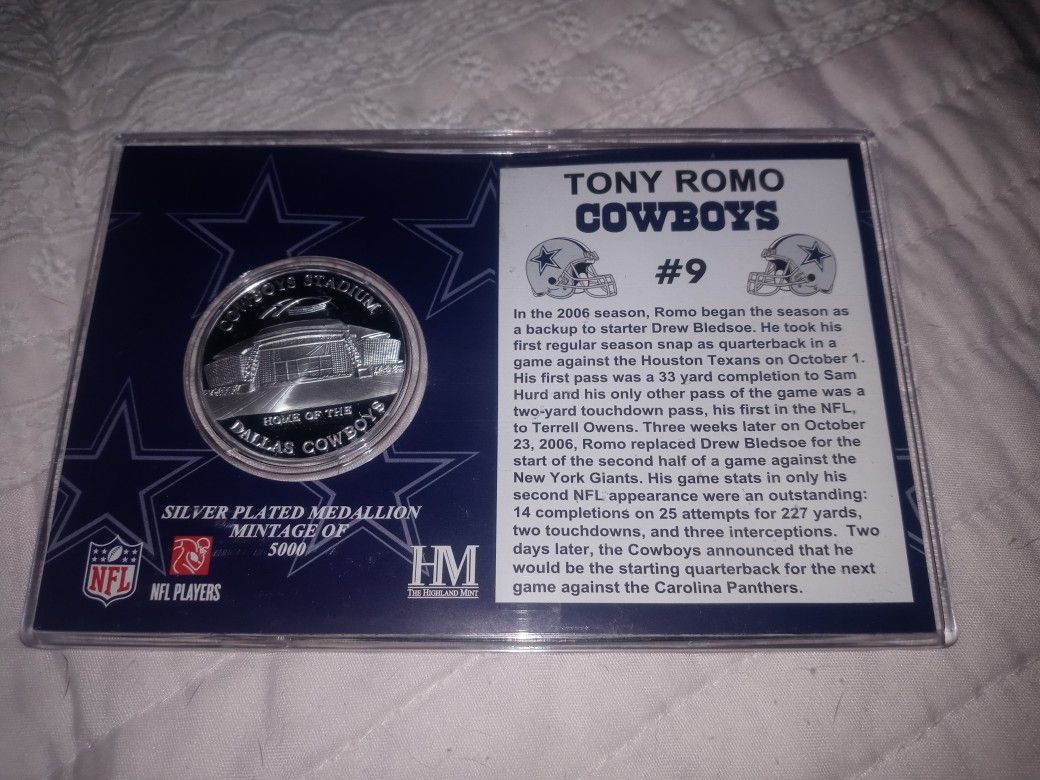 COWBOYS STADIUM
HOME OF THE
DALLAS COWBOYS
SILVER PLATED MEDALLION
MINTAGE OF
5000
NFL
NFL PLAYERS
HM
THE HIGHLAND MINT
TONY ROMO
COWBOYS
#9
In the 2006 season, Romo began the season as
a backup to starter Drew Bledsoe. He took his
first regular season snap as quarterback in a
game against the Houston Texans on October 1.
His first pass was a 33 yard completion to Sam
Hurd and his only other pass of the game was a
two-yard touchdown pass, his first in the NFL,
to Terrell Owens. Three weeks later on October
23, 2006, Romo replaced Drew Bledsoe for the
start of the second half of a game against the
New York Giants. His game stats in only his
second NFL appearance were an outstanding:
14 completions on 25 attempts for 227 yards,
two touchdowns, and three interceptions. Two
days later, the Cowboys announced that he
would be the starting quarterback for the next
game against the Carolina Panthers.